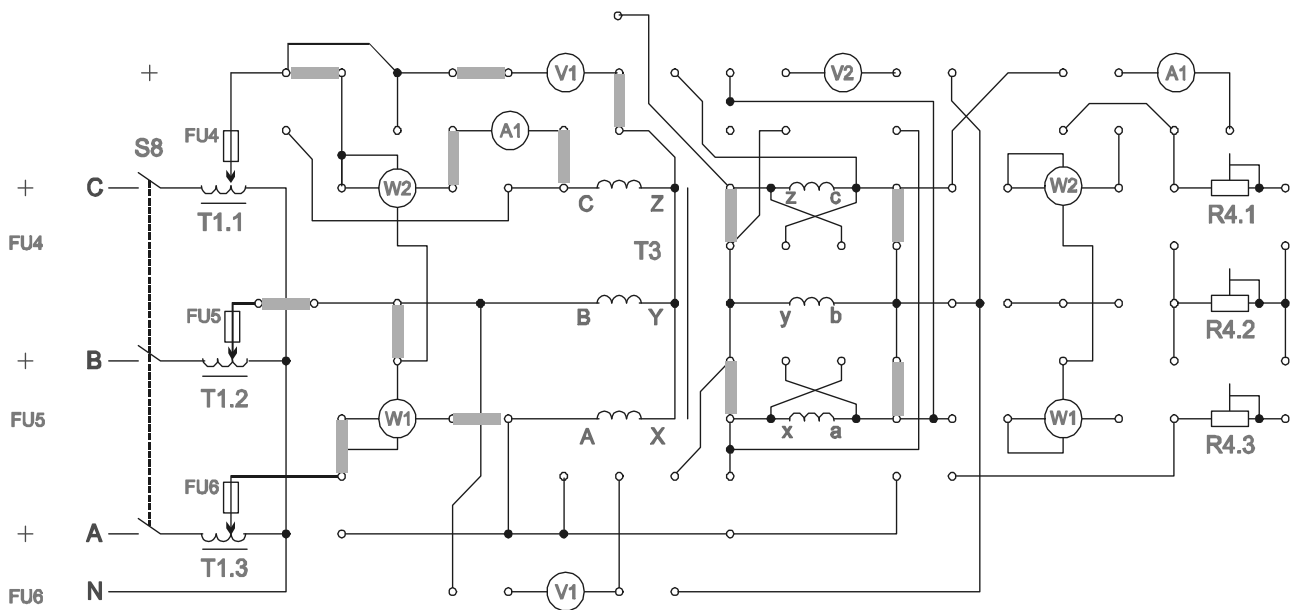 V1 V2 A1
FU4 A1
S8
C W2 z c W2
T1.1 C Z R4.1
FU4 T3
FU5 B Y y b R4.2
B
T1.2
FU5 W1 A X x a W1 R4.3
FU6
A
T1.3
FU6 N V1